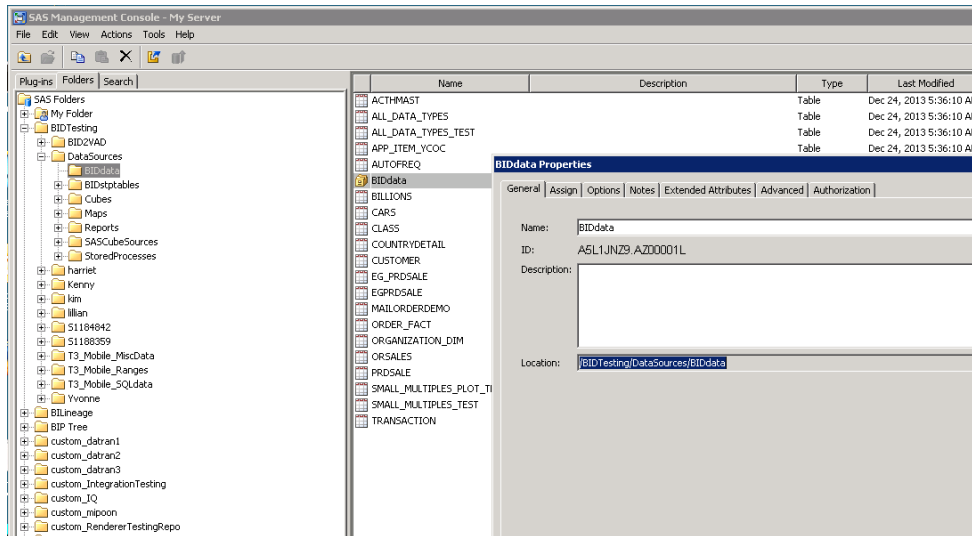 SAS Management Console - My Server
File Edit View Actions Tools Help
Plug-ins Folders Search
SAS Folders
My Folder
BIDTesting
BID2VAD
DataSources
BIDdata
BIDstptables
Cubes
Maps
Reports
SASCubeSources
StoredProcesses
harriet
Kenny
kim
lillian
S1184842
S1188359
T3_Mobile_MiscData
T3_Mobile_Ranges
T3_Mobile_SQLdata
Yvonne
BILineage
BIP Tree
custom_datran1
custom_datran2
custom_datran3
custom_IntegrationTesting
custom_IQ
custom_mipoon
custom_RendererTestingRepo
Name Description Type Last Modified
ACTHMAST Table Dec 24, 2013 5:36:10 A
ALL_DATA_TYPES Table Dec 24, 2013 5:36:10 A
ALL_DATA_TYPES_TEST Table Dec 24, 2013 5:36:10 A
APP_ITEM_YCOC Table Dec 24, 2013 5:36:10 A
AUTOFREQ
BIDdata
BILLIONS
CARS
CLASS
COUNTRYDETAIL
CUSTOMER
EG_PRDSALE
EGPRDSALE
MAILORDERDEMO
ORDER_FACT
ORGANIZATION_DIM
ORSALES
PRDSALE
SMALL_MULTIPLES_PLOT_T
SMALL_MULTIPLES_TEST
TRANSACTION
BIDdata Properties
General Assign Options Notes Extended Attributes Advanced Authorization
Name: BIDdata
ID: A5L1JNZ9.AZ00001L
Description:
Location: /BIDTesting/DataSources/BIDdata